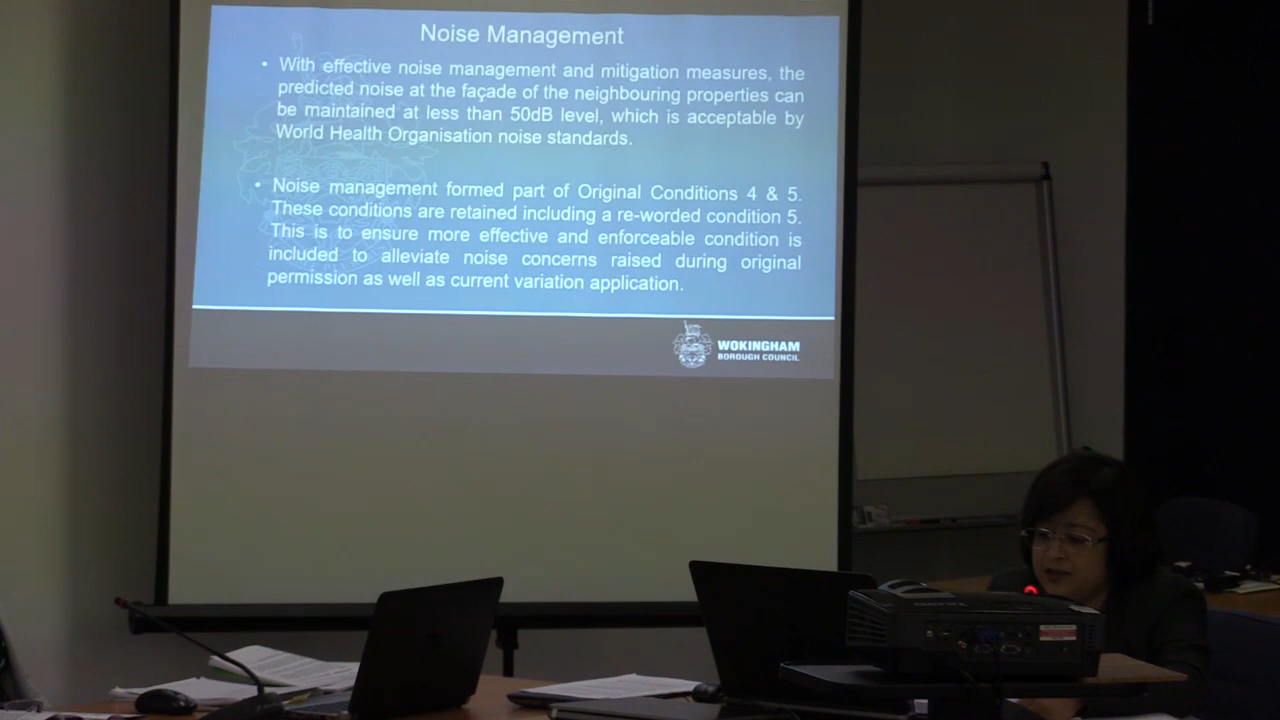 Noise Management
• With effective noise management and mitigation measures, the
predicted noise at the façade of the neighbouring properties can
be maintained at less than 50dB level, which is acceptable by
World Health Organisation noise standards.
• Noise management formed part of Original Conditions 4 & 5.
These conditions are retained including a re-worded condition 5.
This is to ensure more effective and enforceable condition is
included to alleviate noise concerns raised during original
permission as well as current variation application.
WOKINGHAM
BOROUGH COUNCIL